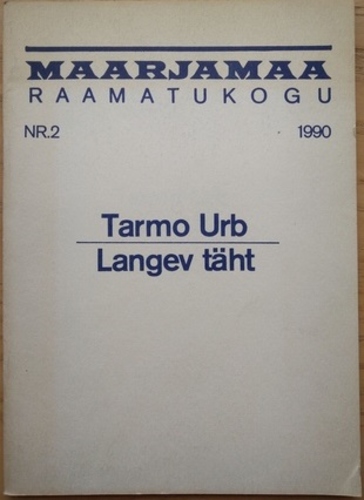 MAARJAMAA
RAAMATUKOGU
NR.2 1990
Tarmo Urb
Langev täht